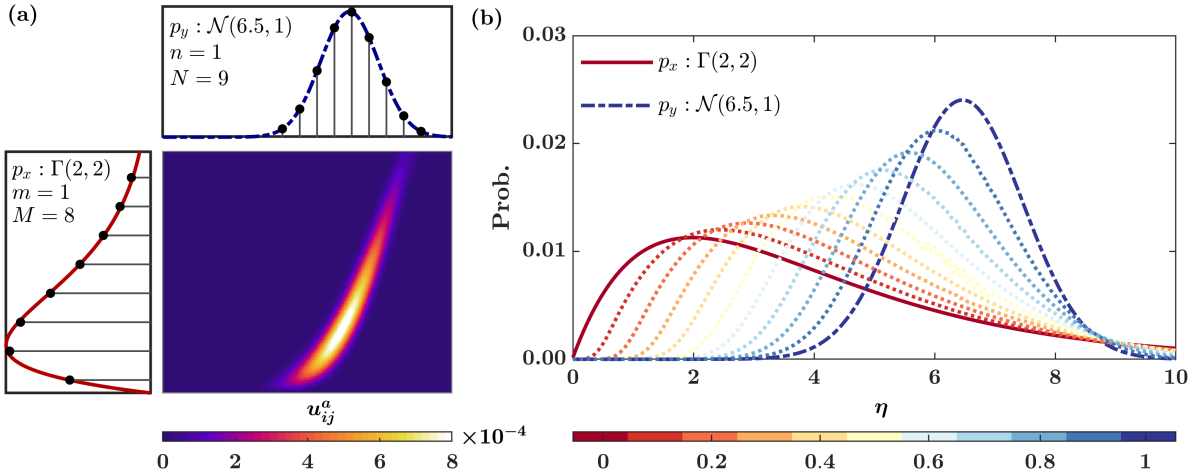 (a)
p_y : 𝒩(6.5, 1)
n = 1
N = 9
p_x : Γ(2, 2)
m = 1
M = 8
u^a_{ij}
×10⁻⁴
0 2 4 6 8
(b)
p_x : Γ(2, 2)
p_y : 𝒩(6.5, 1)
Prob.
0.03
0.02
0.01
0.00
0 2 4 6 8 10
η
0 0.2 0.4 0.6 0.8 1